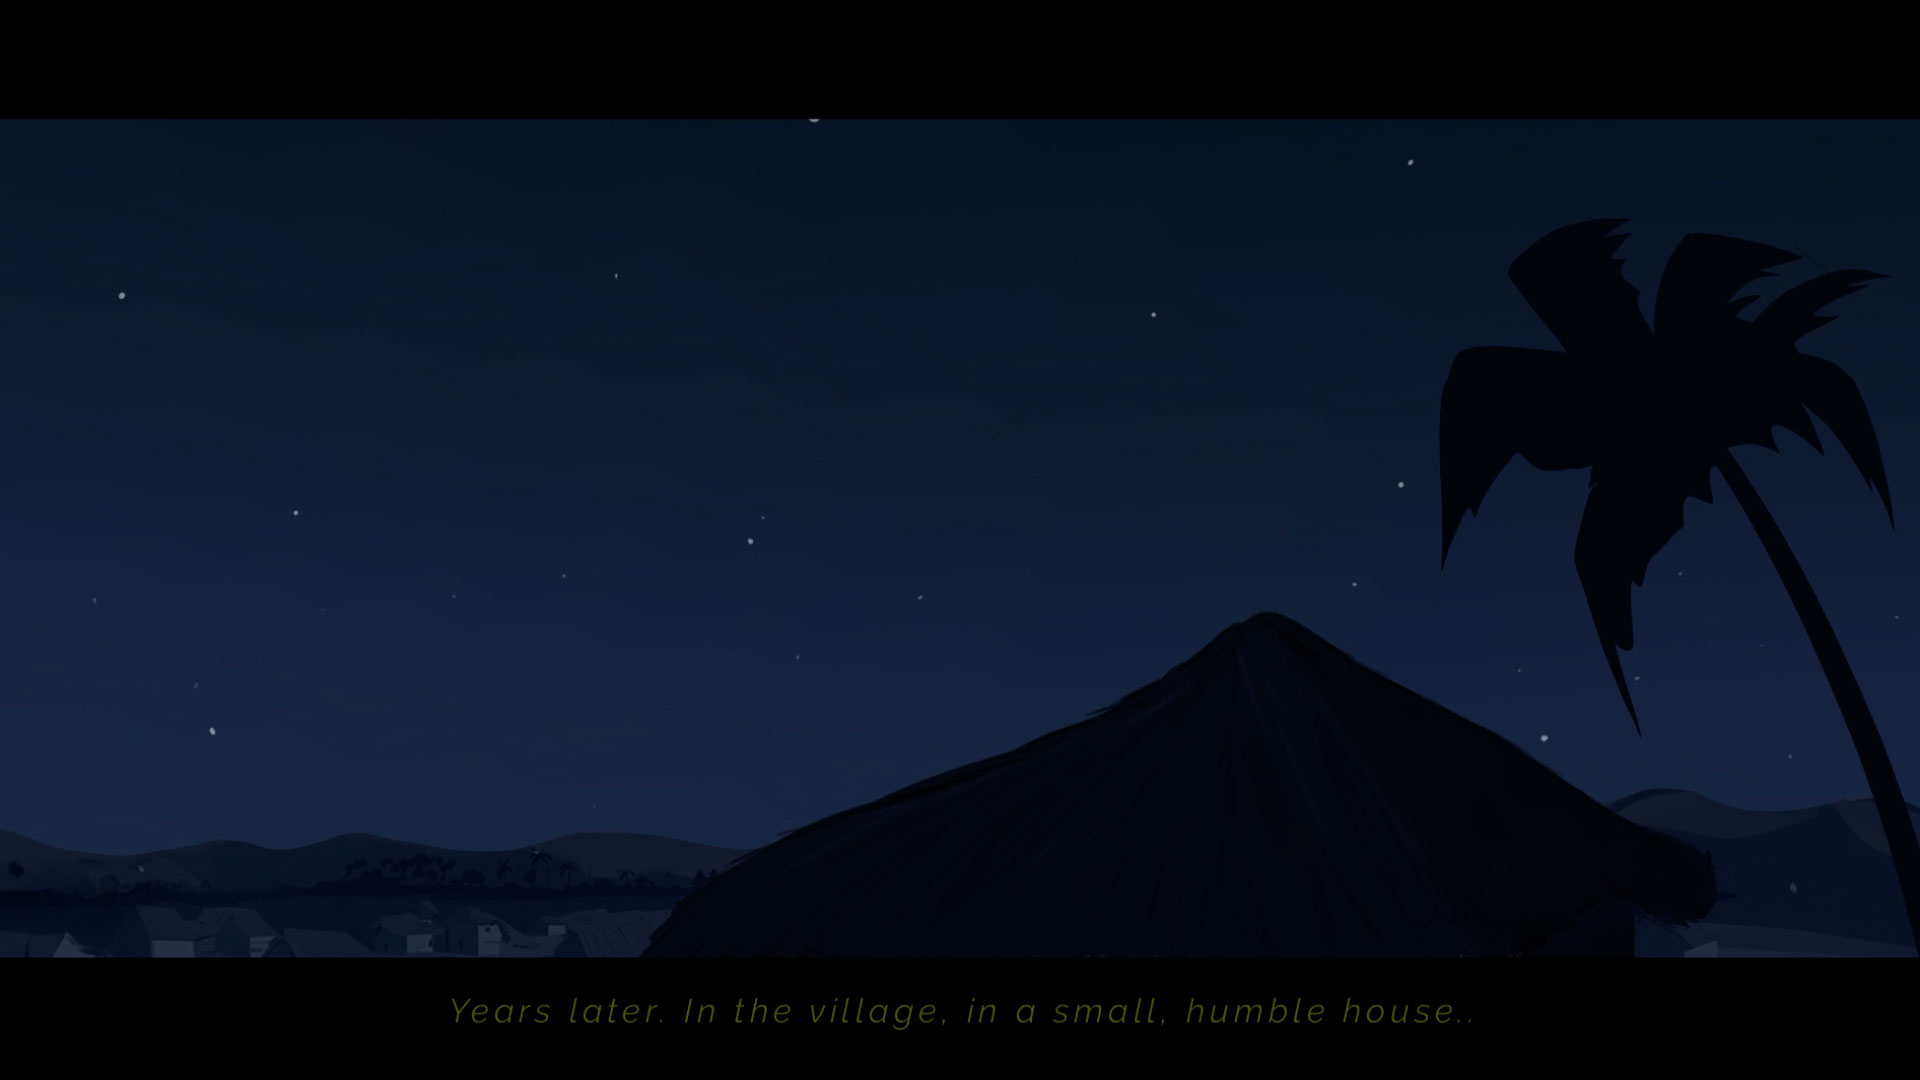 Years later. In the village, in a small, humble house..